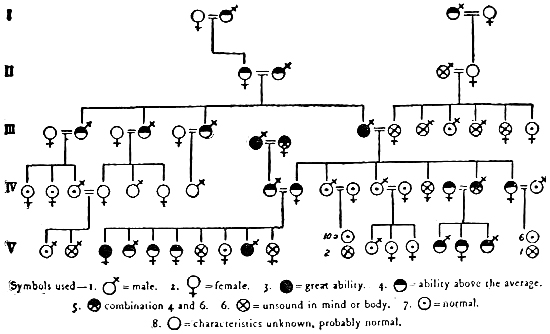 I
II
III
IV
V
10
2
6
1
Symbols used—1. ♂=male. 2. ♀=female. 3. ●=great ability. 4. =ability above the average.
5. combination 4 and 6. 6. ⊗=unsound in mind or body. 7. ⊙=normal.
8. ○=characteristics unknown, probably normal.